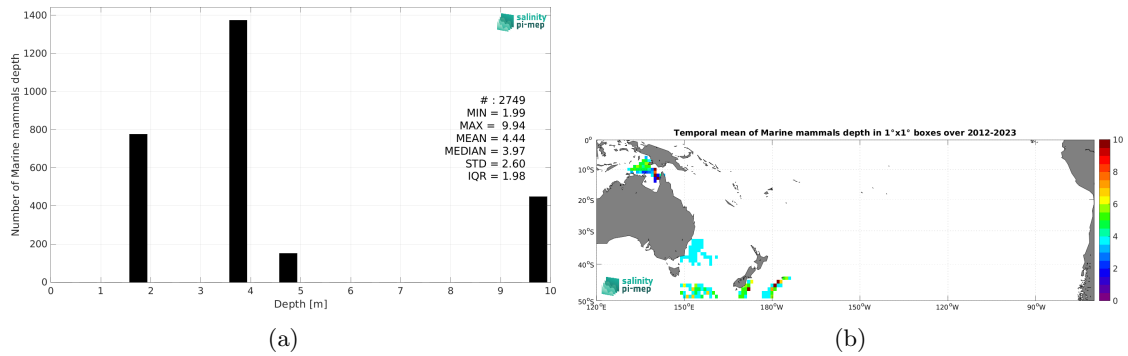 1400
1200
1000
800
600
400
200
0
Number of Marine mammals depth
salinity
pi-mep
# : 2749
MIN = 1.99
MAX = 9.94
MEAN = 4.44
MEDIAN = 3.97
STD = 2.60
IQR = 1.98
0 1 2 3 4 5 6 7 8 9 10
Depth [m]
(a)
Temporal mean of Marine mammals depth in 1°x1° boxes over 2012-2023
0°
10°S
20°S
30°S
40°S
50°S
salinity
pi-mep
120°E 150°E 180°W 150°W 120°W 90°W
10
8
6
4
2
0
(b)